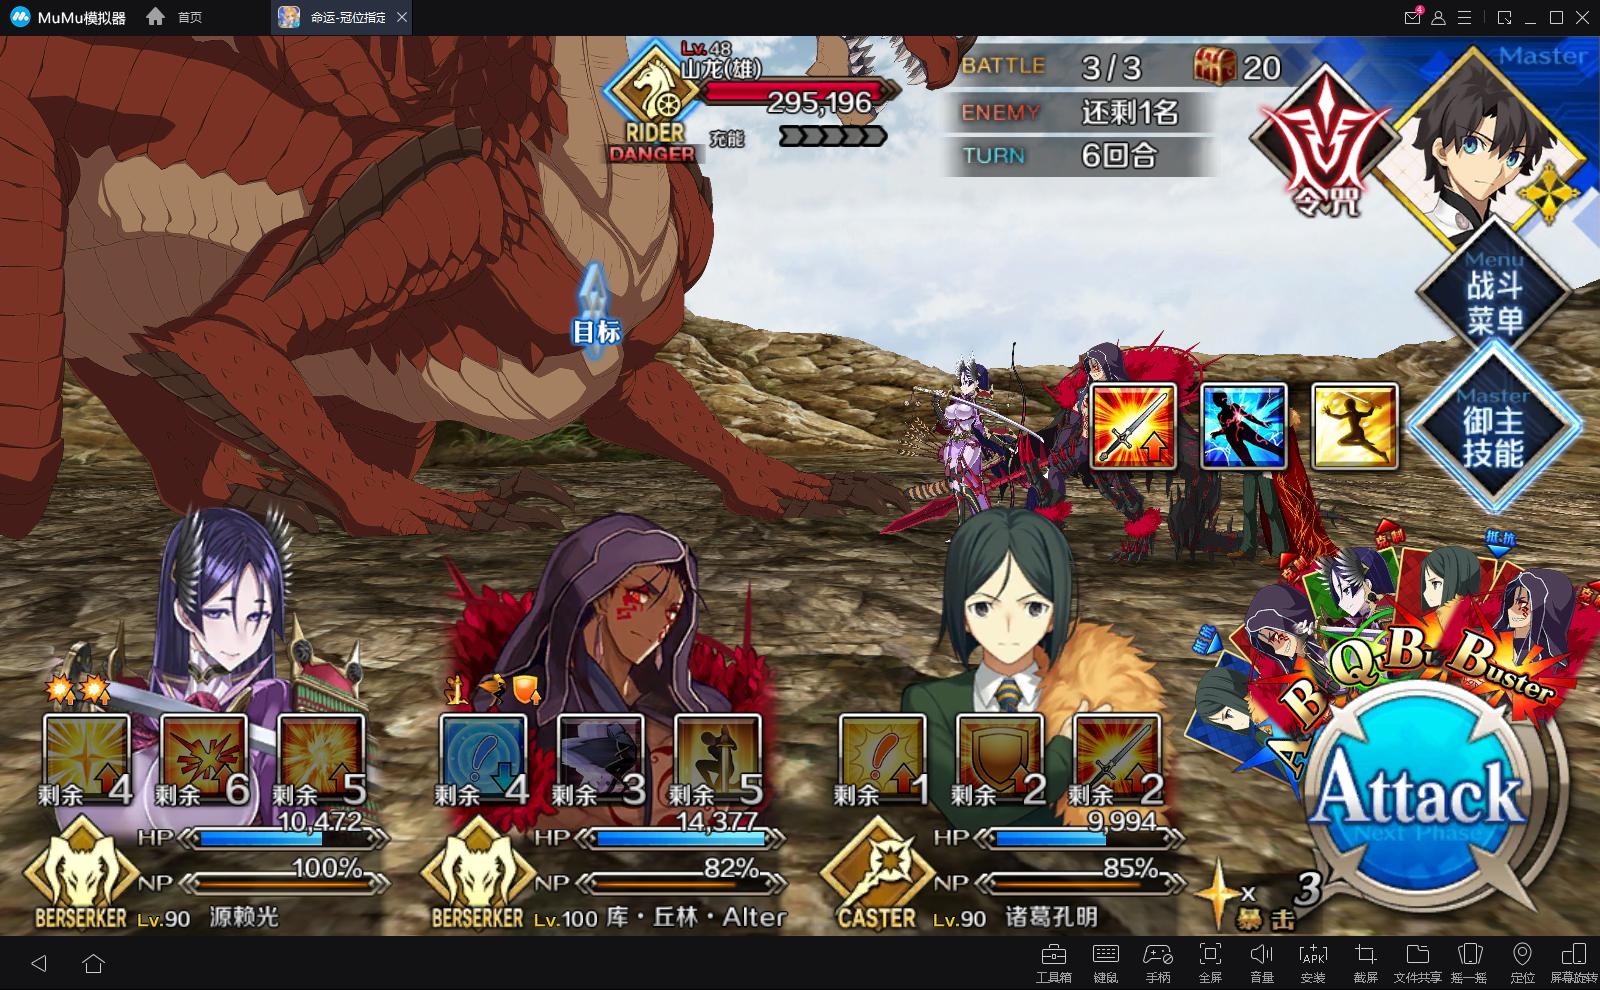 MuMu模拟器
首页
命运-冠位指定
4
Lv.48
山龙(雄)
295,196
RIDER
DANGER
充能
BATTLE 3/3
20
ENEMY 还剩1名
TURN 6回合
令咒
Master
Menu
战斗
菜单
Master
御主
技能
目标
克制
抵抗
A
B
Q
B
Buster
Attack
Next Phase
剩余 4
剩余 6
剩余 5
剩余 4
剩余 3
剩余 5
剩余 1
剩余 2
剩余 2
HP 10,472
NP 100%
BERSERKER Lv.90 源赖光
HP 14,377
NP 82%
BERSERKER Lv.100 库·丘林·Alter
HP 9,994
NP 85%
CASTER Lv.90 诸葛孔明
x 3
暴击
工具箱
键鼠
手柄
全屏
音量
APK
安装
截屏
文件共享
摇一摇
定位
屏幕旋转